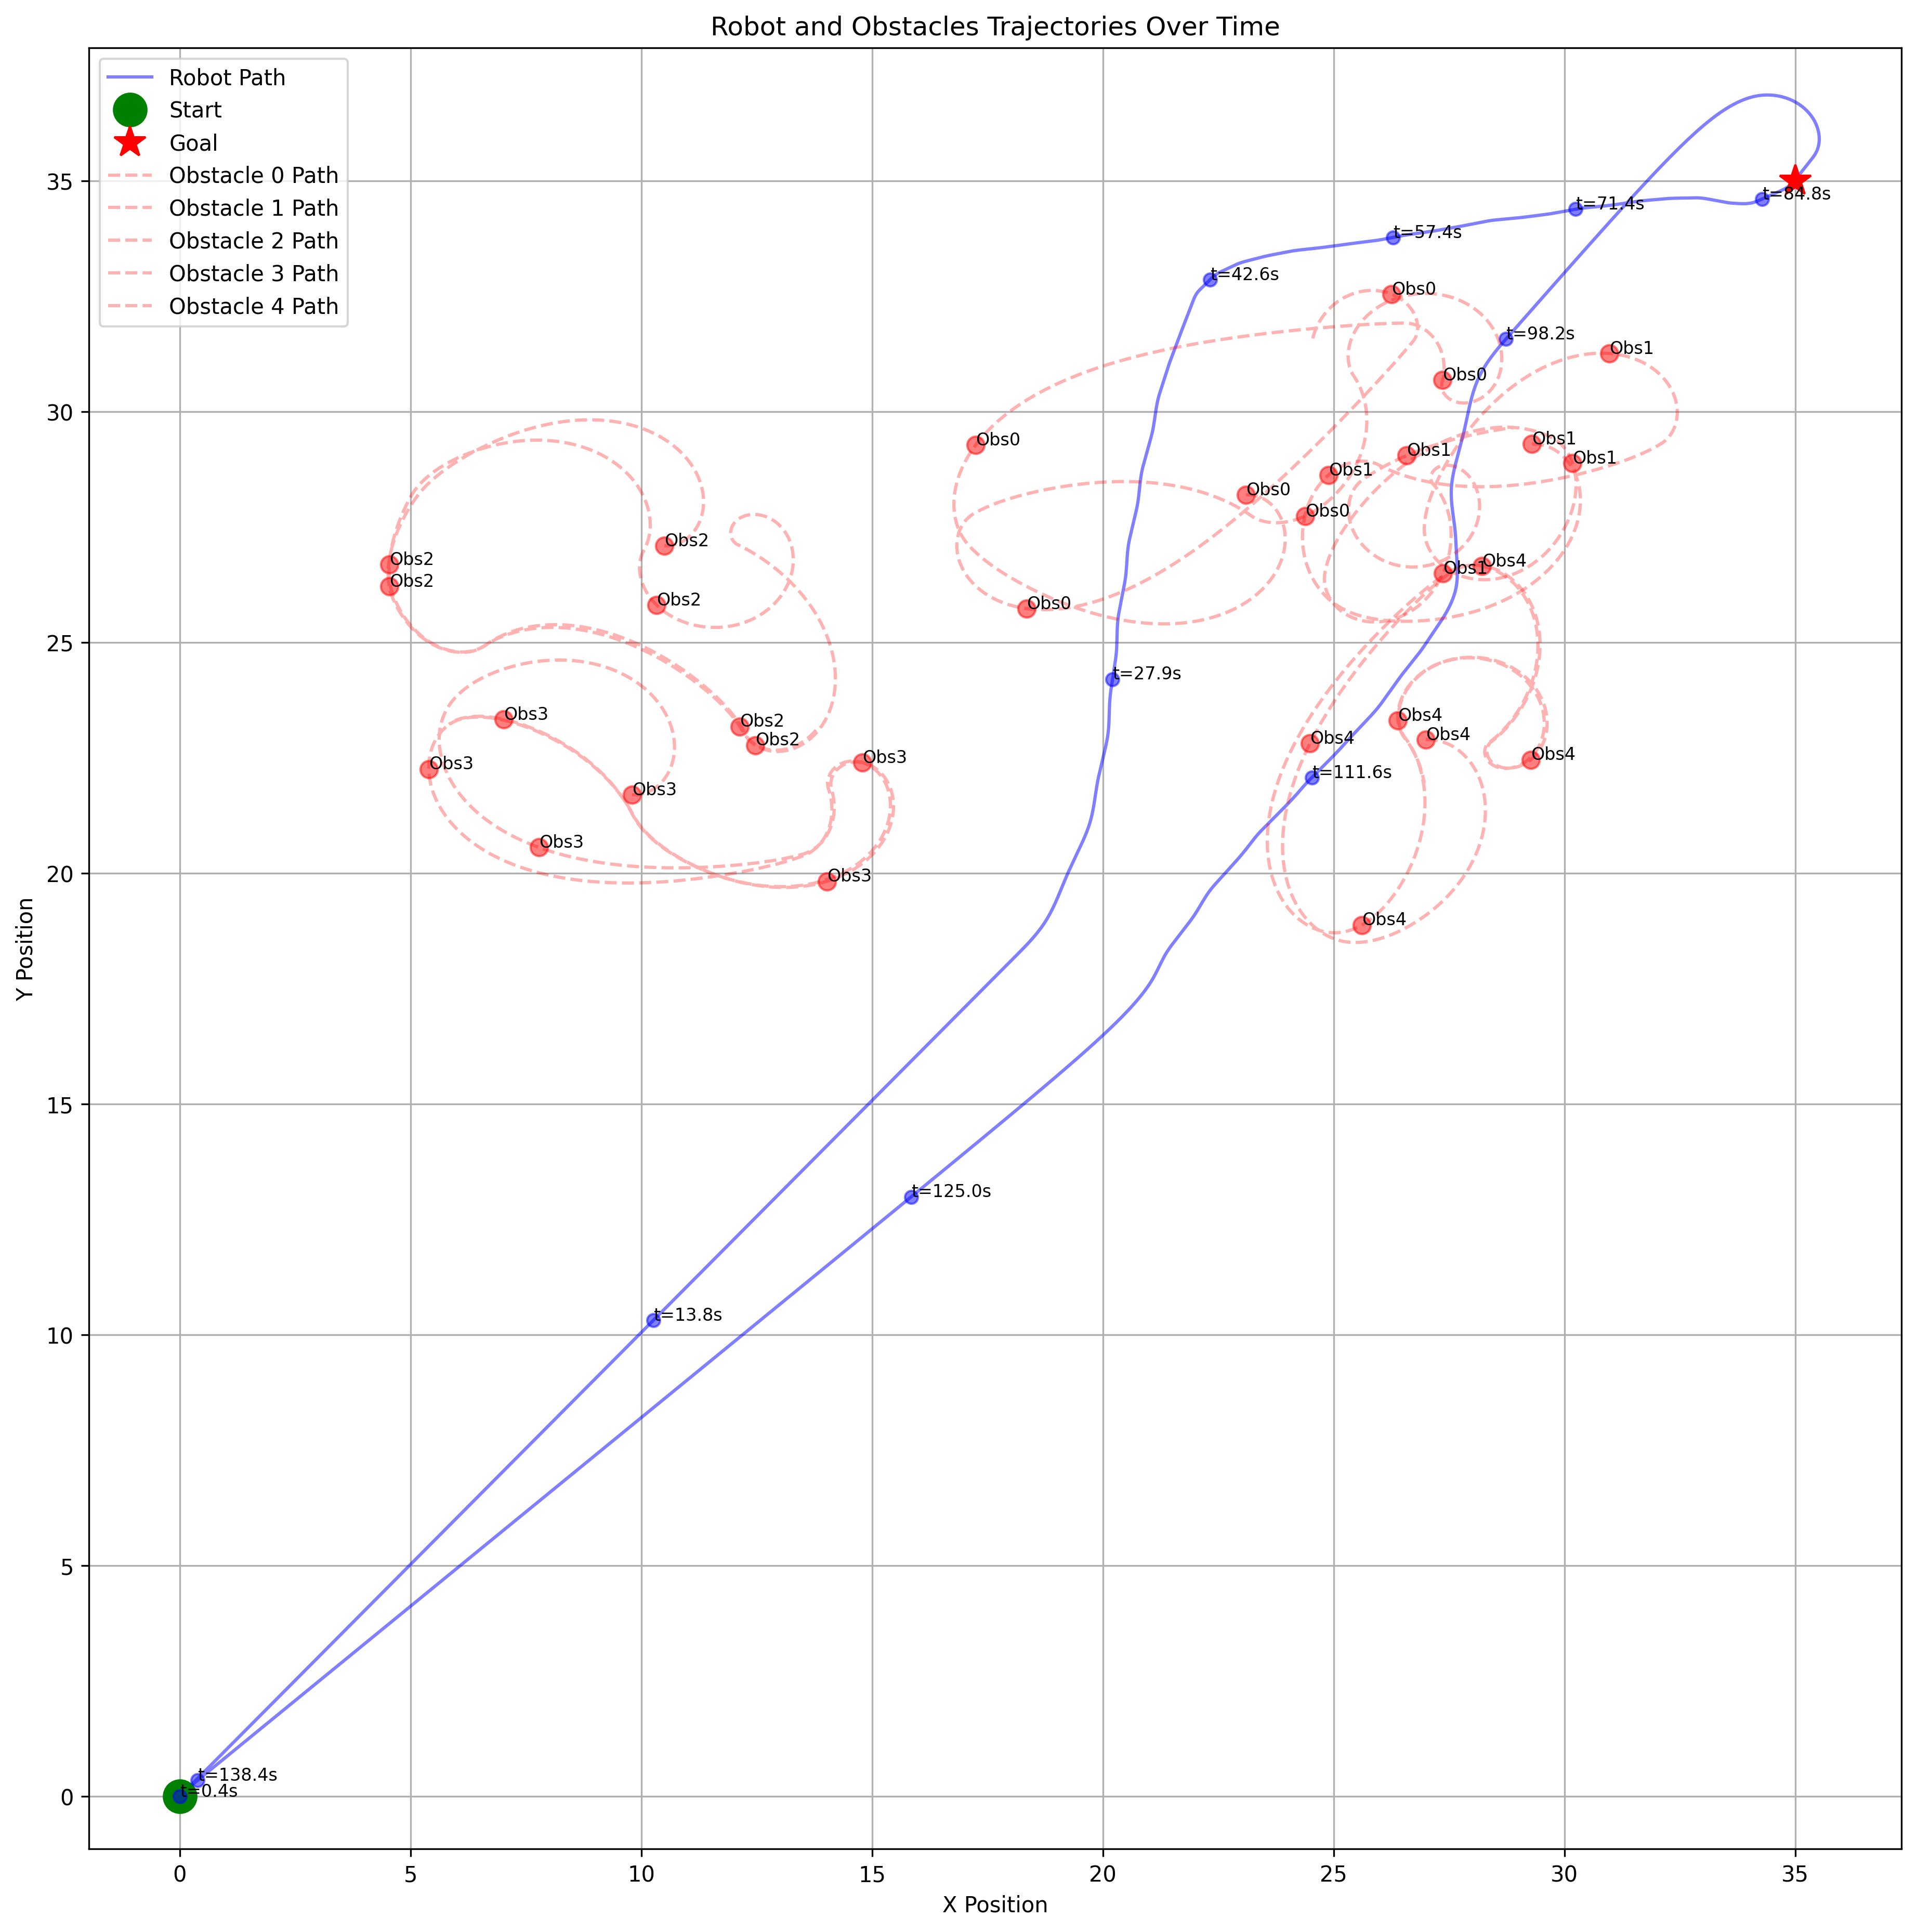 Robot and Obstacles Trajectories Over Time
Robot Path
Start
Goal
Obstacle 0 Path
Obstacle 1 Path
Obstacle 2 Path
Obstacle 3 Path
Obstacle 4 Path
35
30
25
20
15
10
5
0
Y Position
t=84.8s
t=71.4s
t=57.4s
t=42.6s
Obs0
t=98.2s
Obs1
Obs0
Obs0
Obs1
Obs1
Obs1
Obs1
Obs0
Obs0
Obs2
Obs2
Obs2
Obs2
Obs4
Obs1
Obs0
t=27.9s
Obs2
Obs2
Obs3
Obs3
Obs3
Obs3
Obs3
Obs3
Obs4
Obs4
Obs4
Obs4
t=111.6s
Obs4
t=125.0s
t=13.8s
t=138.4s
t=0.4s
0
5
10
15
20
25
30
35
X Position